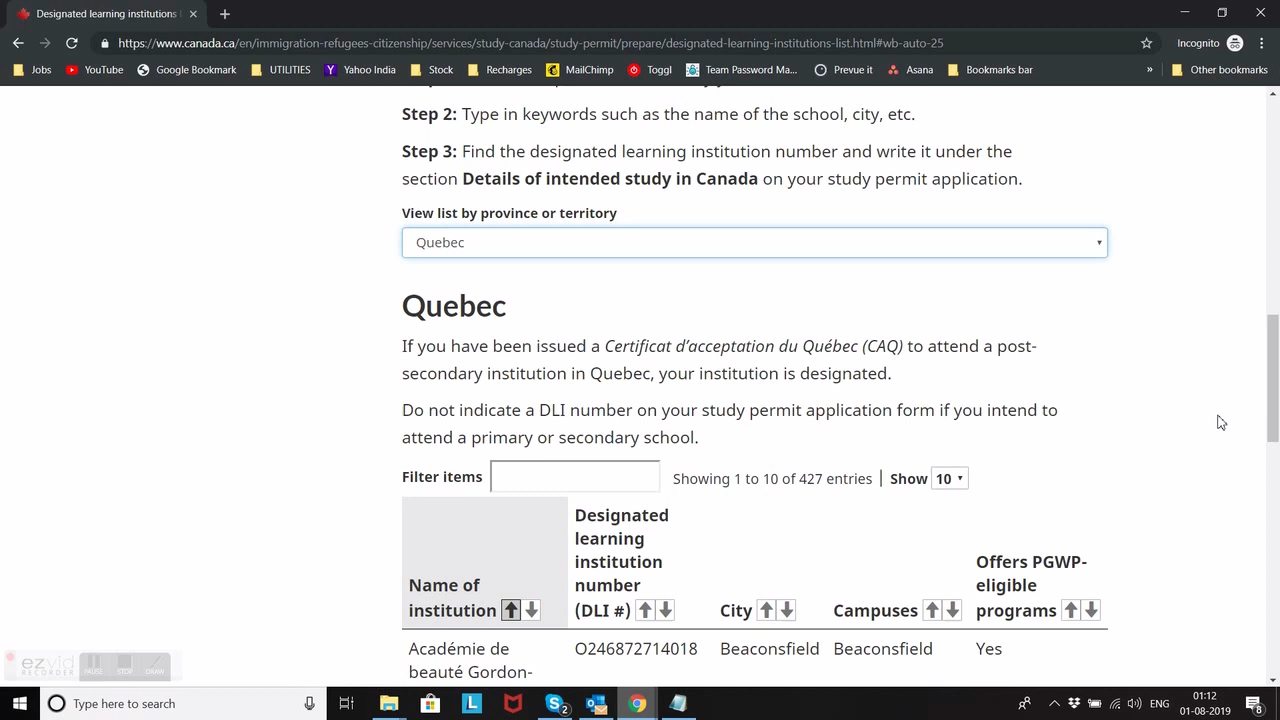 Designated learning institutions
https://www.canada.ca/en/immigration-refugees-citizenship/services/study-canada/study-permit/prepare/designated-learning-institutions-list.html#wb-auto-25
Incognito
Jobs YouTube Google Bookmark UTILITIES Yahoo India Stock Recharges MailChimp Toggl Team Password Ma... Prevue it Asana Bookmarks bar » Other bookmarks
Step 2: Type in keywords such as the name of the school, city, etc.
Step 3: Find the designated learning institution number and write it under the
section Details of intended study in Canada on your study permit application.
View list by province or territory
Quebec
Quebec
If you have been issued a Certificat d’acceptation du Québec (CAQ) to attend a post-
secondary institution in Quebec, your institution is designated.
Do not indicate a DLI number on your study permit application form if you intend to
attend a primary or secondary school.
Filter items Showing 1 to 10 of 427 entries | Show 10
Name of
institution
Designated
learning
institution
number
(DLI #)
City
Campuses
Offers PGWP-
eligible
programs
Académie de
beauté Gordon-
O246872714018
Beaconsfield
Beaconsfield
Yes
ezvid
RECORDER
PAUSE STOP DRAW
Type here to search
2
ENG
01:12
01-08-2019
8